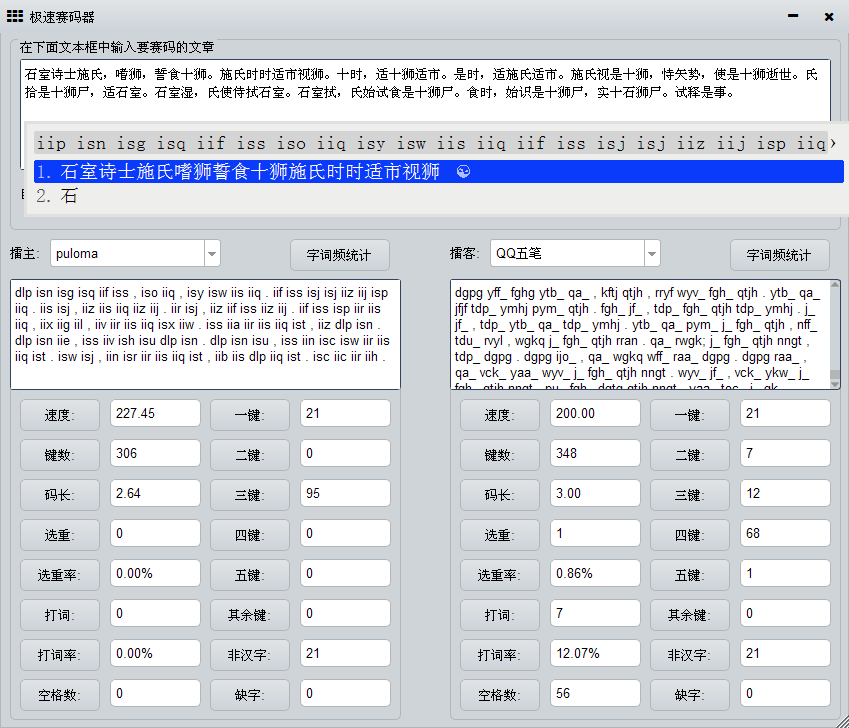 极速赛码器
在下面文本框中输入要赛码的文章
石室诗士施氏，嗜狮，誓食十狮。施氏时时适市视狮。十时，适十狮适市。是时，适施氏适市。施氏视是十狮，恃矢势，使是十狮逝世。氏
拾是十狮尸，适石室。石室湿，氏使侍拭石室。石室拭，氏始试食是十狮尸。食时，始识是十狮尸，实十石狮尸。试释是事。
iip isn isg isq iif iss iso iiq isy isw iis iiq iif iss isj isj iiz iij isp iiq›
1. 石室诗士施氏嗜狮誓食十狮施氏时时适市视狮 ☯
2. 石
擂主: puloma 字词频统计
擂客: QQ五笔 字词频统计
dlp isn isg isq iif iss , iso iiq , isy isw iis iiq . iif iss isj isj iiz iij isp
iiq . iis isj , iiz iis iiq iiz iij . iir isj , iiz iif iss iiz iij . iif iss isp iir iis
iiq , iix iig iil , iiv iir iis iiq isx iiw . iss iia iir iis iiq ist , iiz dlp isn .
dlp isn iie , iss iiv ish isu dlp isn . dlp isn isu , iss iin isc isw iir iis
iiq ist . isw isj , iin isr iir iis iiq ist , iib iis dlp iiq ist . isc iic iir iih .
dgpg yff_ fghg ytb_ qa_ , kftj qtjh , rryf wyv_ fgh_ qtjh . ytb_ qa_
jfjf tdp_ ymhj pym_ qtjh . fgh_ jf_ , tdp_ fgh_ qtjh tdp_ ymhj . j_
jf_ , tdp_ ytb_ qa_ tdp_ ymhj . ytb_ qa_ pym_ j_ fgh_ qtjh , nff_
tdu_ rvyl , wgkq j_ fgh_ qtjh rran . qa_ rwgk; j_ fgh_ qtjh nngt ,
tdp_ dgpg . dgpg ijo_ , qa_ wgkq wff_ raa_ dgpg . dgpg raa_ ,
qa_ vck_ yaa_ wyv_ j_ fgh_ qtjh nngt . wyv_ jf_ , vck_ ykw_ j_
速度: 227.45 一键: 21
键数: 306 二键: 0
码长: 2.64 三键: 95
选重: 0 四键: 0
选重率: 0.00% 五键: 0
打词: 0 其余键: 0
打词率: 0.00% 非汉字: 21
空格数: 0 缺字: 0
速度: 200.00 一键: 21
键数: 348 二键: 7
码长: 3.00 三键: 12
选重: 1 四键: 68
选重率: 0.86% 五键: 1
打词: 7 其余键: 0
打词率: 12.07% 非汉字: 21
空格数: 56 缺字: 0